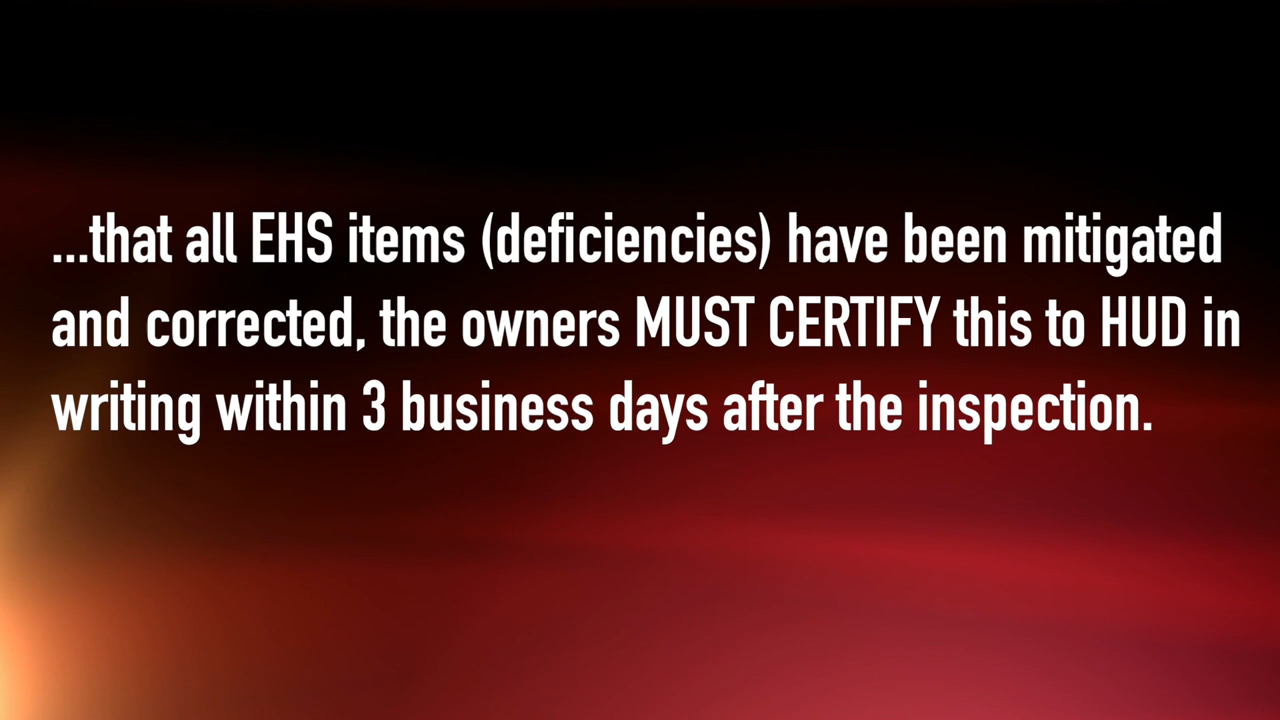 ...that all EHS items (deficiencies) have been mitigated
and corrected, the owners MUST CERTIFY this to HUD in
writing within 3 business days after the inspection.